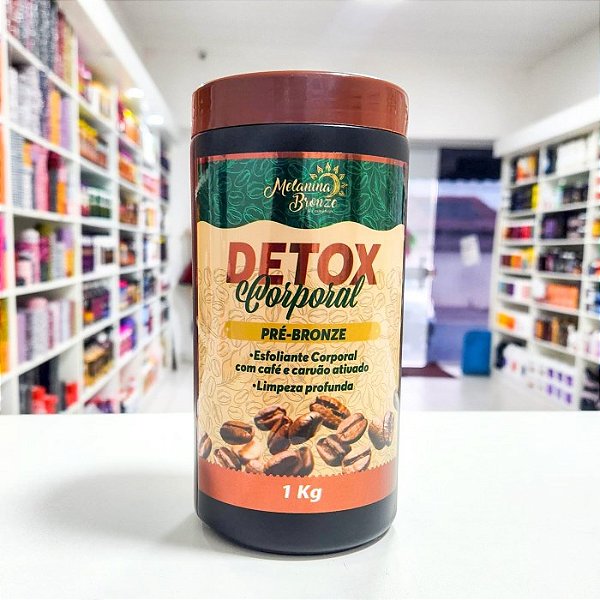 Melanina
Bronze
DETOX
Corporal
PRÉ-BRONZE
•Esfoliante Corporal
com café e carvão ativado
•Limpeza profunda
1 Kg